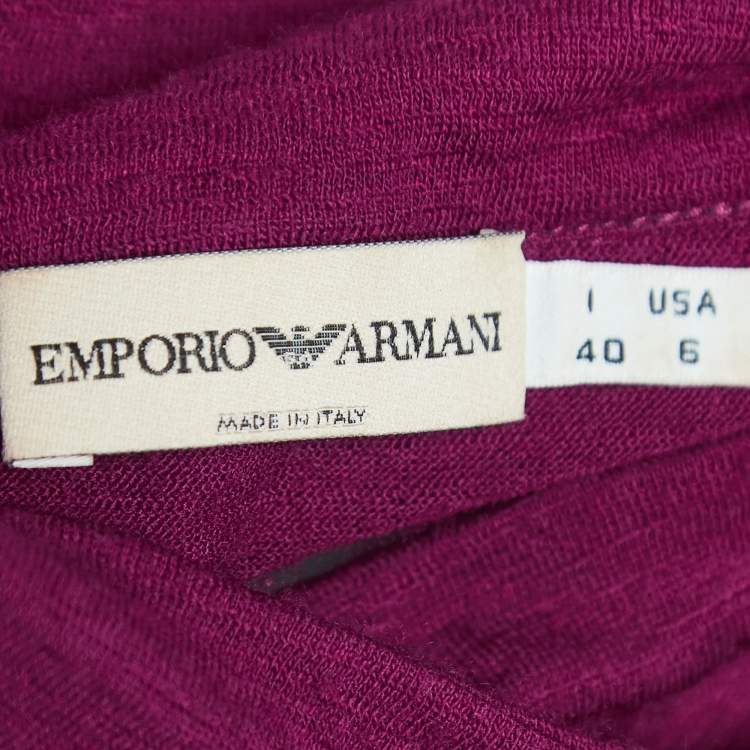 EMPORIO ARMANI
MADE IN ITALY
I USA
40 6